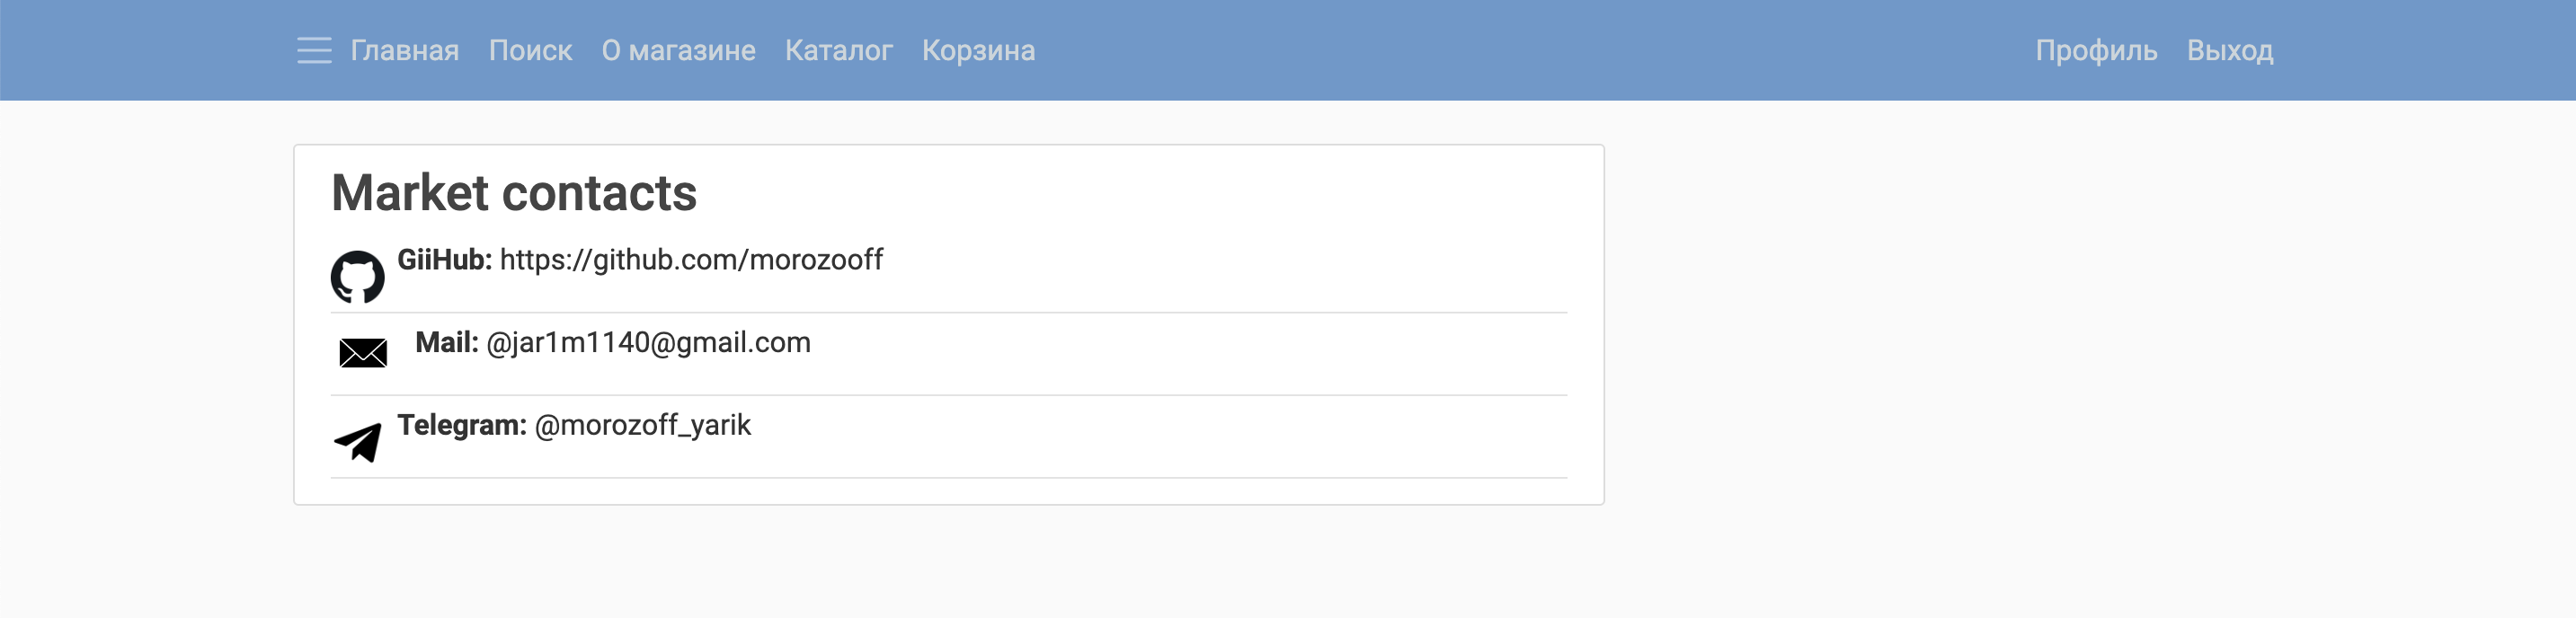 Главная Поиск О магазине Каталог Корзина Профиль Выход
Market contacts
GiiHub: https://github.com/morozooff
Mail: @jar1m1140@gmail.com
Telegram: @morozoff_yarik